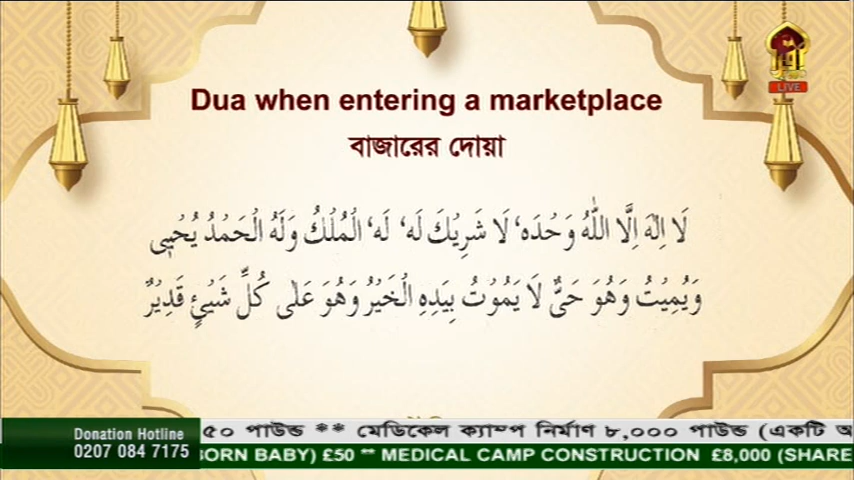 Dua when entering a marketplace
বাজারের দোয়া
لَا اِلٰهَ اِلَّا اللّٰهُ وَحْدَهٗ لَا شَرِيْكَ لَهٗ لَهُ الْمُلْكُ وَلَهُ الْحَمْدُ يُحْيٖى
وَيُمِيْتُ وَهُوَ حَىٌّ لَا يَمُوْتُ بِيَدِهِ الْخَيْرُ وَهُوَ عَلٰى كُلِّ شَىْئٍ قَدِيْرٌ
LIVE
Donation Hotline
0207 084 7175
৫০ পাউন্ড ** মেডিকেল ক্যাম্প নির্মাণ ৮,০০০ পাউন্ড (একটি
BORN BABY) £50 ** MEDICAL CAMP CONSTRUCTION £8,000 (SHARE